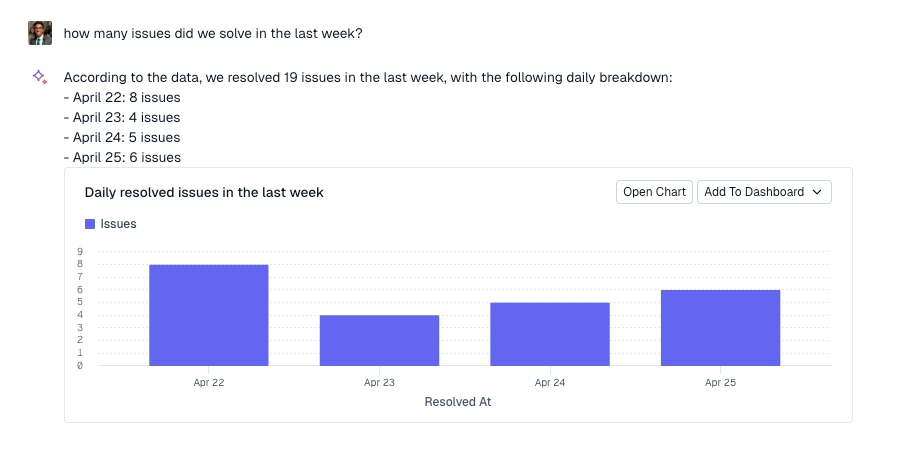 how many issues did we solve in the last week?
According to the data, we resolved 19 issues in the last week, with the following daily breakdown:
- April 22: 8 issues
- April 23: 4 issues
- April 24: 5 issues
- April 25: 6 issues
Daily resolved issues in the last week
Open Chart
Add To Dashboard
Issues
9
8
7
6
5
4
3
2
1
0
Apr 22 Apr 23 Apr 24 Apr 25
Resolved At